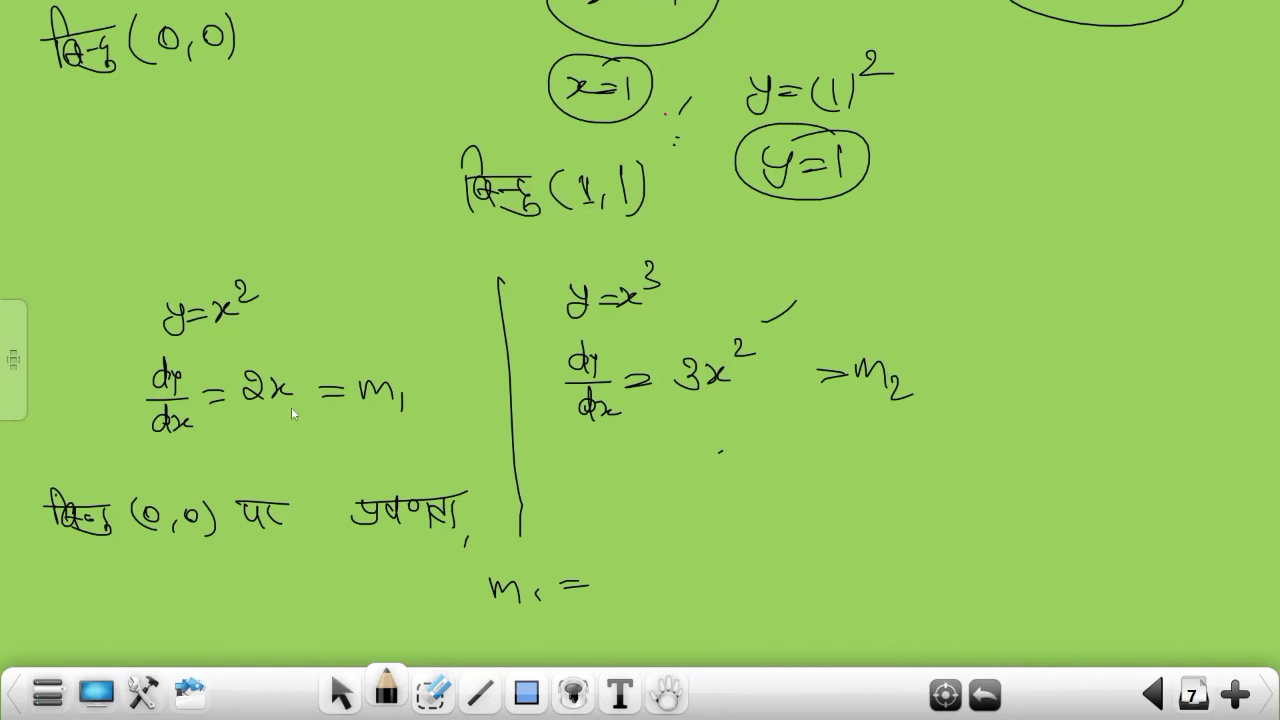 बिन्दु (0,0)
x=1
y=(1)²
y=1
बिन्दु (1,1)
y=x²
dy/dx = 2x = m₁
y=x³
dy/dx = 3x² = m₂
बिन्दु (0,0) पर प्रवणता,
m₁ =
7